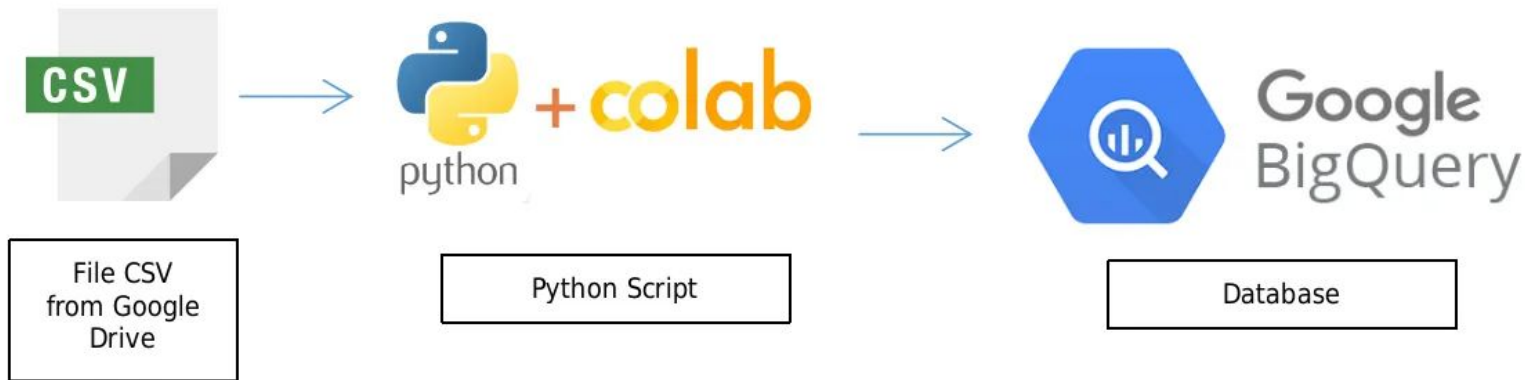 CSV
python
+ colab
Google
BigQuery
File CSV
from Google
Drive
Python Script
Database